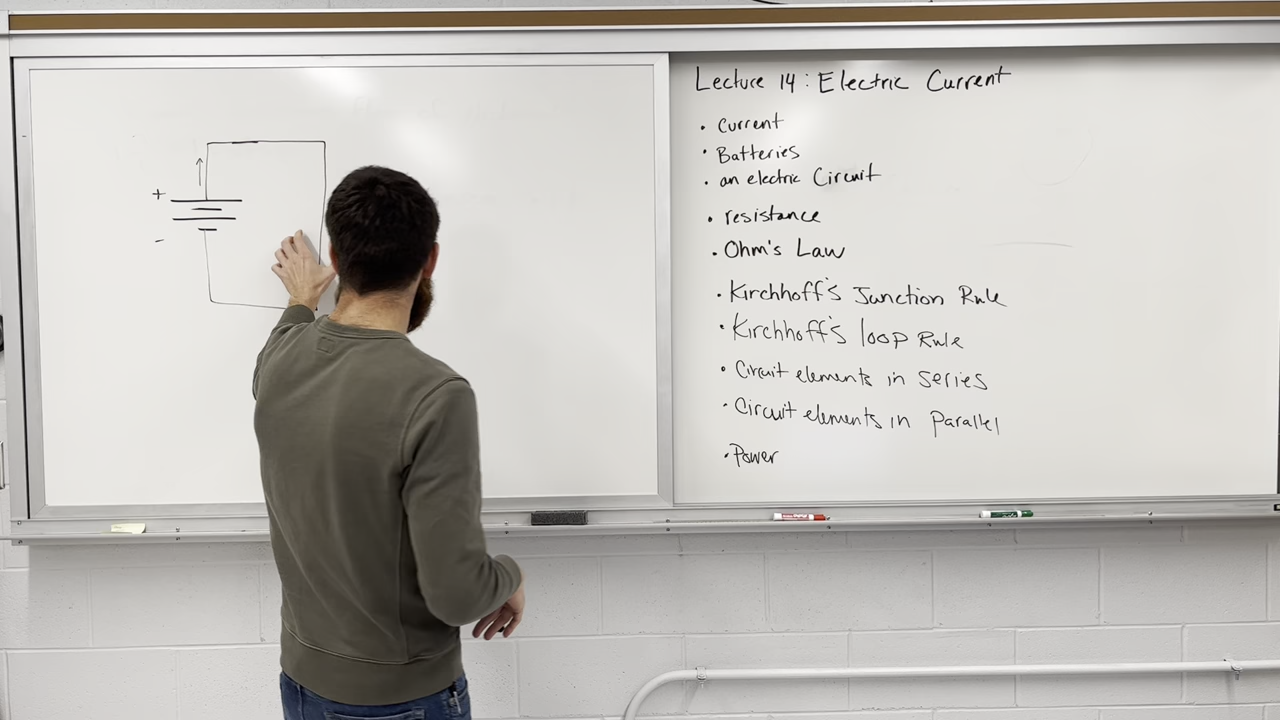 +
-
Lecture 14: Electric Current
• Current
• Batteries
• an electric Circuit
• resistance
• Ohm's Law
• Kirchhoff's Junction Rule
• Kirchhoff's loop Rule
• Circuit elements in series
• Circuit elements in Parallel
• Power